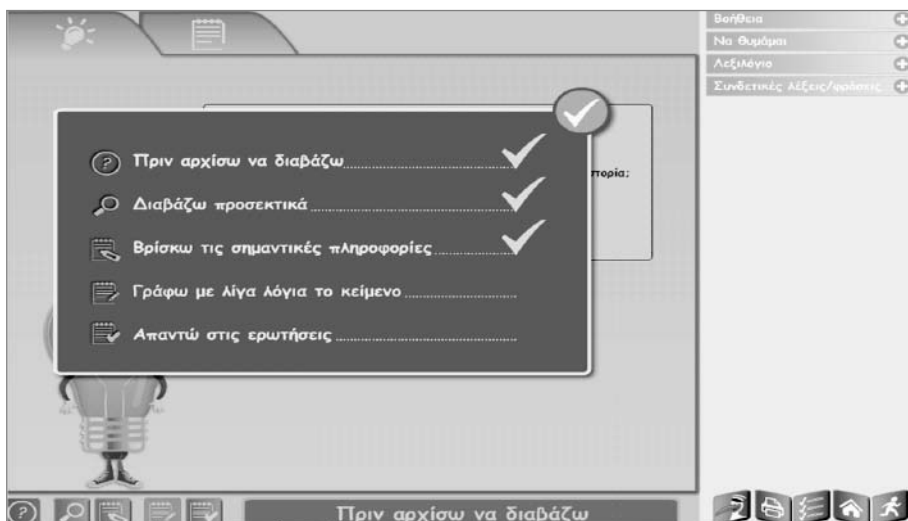 Βοήθεια
Να θυμάμαι
Λεξιλόγιο
Συνδετικές λέξεις/φράσεις
Πριν αρχίσω να διαβάζω
τορία;
Διαβάζω προσεκτικά
Βρίσκω τις σημαντικές πληροφορίες
Γράφω με λίγα λόγια το κείμενο
Απαντώ στις ερωτήσεις
Πριν αρχίσω να διαβάζω